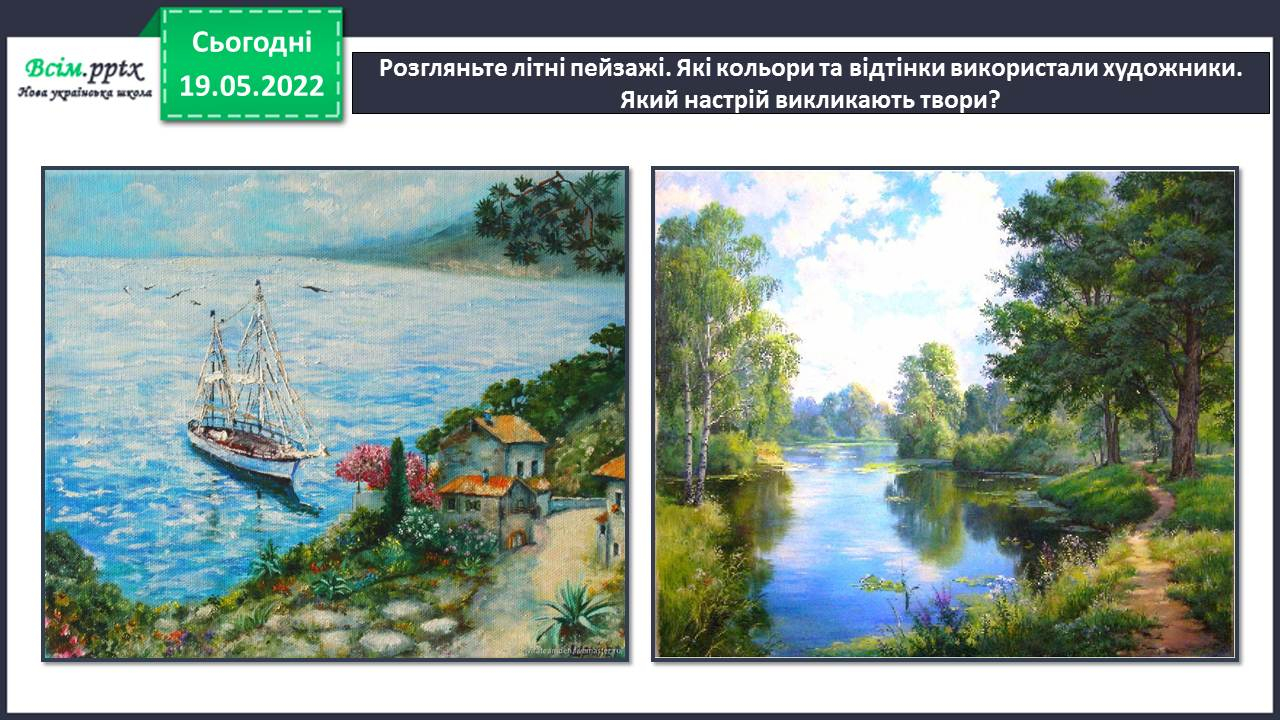 Всім.pptx
Нова українська школа
Сьогодні
19.05.2022
Розгляньте літні пейзажі. Які кольори та відтінки використали художники.
Який настрій викликають твори?